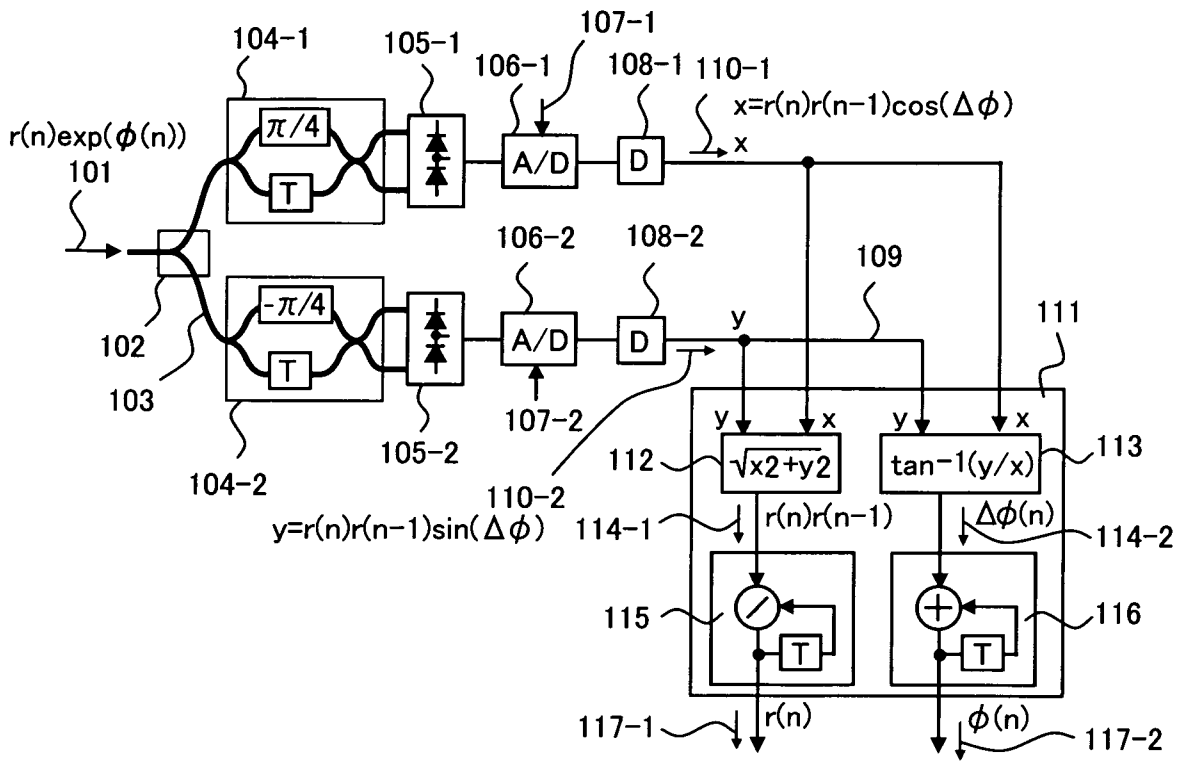 107-1
104-1
105-1
106-1
108-1
110-1
x=r(n)r(n-1)cos(Δϕ)
r(n)exp(ϕ(n))
π/4
x
101
A/D
D
T
106-2
108-2
-π/4
y
109
111
102
A/D
D
T
103
107-2
y
x
y
x
105-2
112
√x2+y2
tan-1(y/x)
113
104-2
110-2
y=r(n)r(n-1)sin(Δϕ)
114-1
r(n)r(n-1)
Δϕ(n)
114-2
115
116
T
T
117-1
r(n)
ϕ(n)
117-2